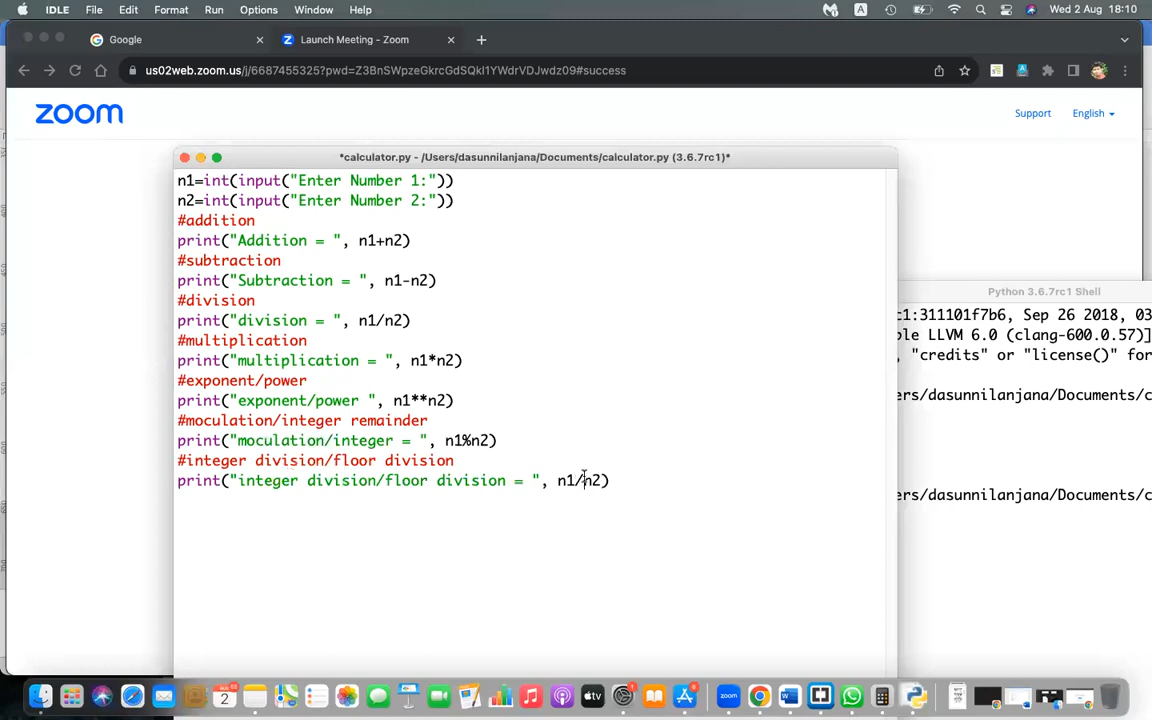 IDLE File Edit Format Run Options Window Help
A Wed 2 Aug 18:10
Google
Launch Meeting - Zoom
us02web.zoom.us/j/6687455325?pwd=Z3BnSWpzeGkrcGdSQkl1YWdrVDJwdz09#success
zoom
Support English
*calculator.py - /Users/dasunnilanjana/Documents/calculator.py (3.6.7rc1)*
n1=int(input("Enter Number 1:"))
n2=int(input("Enter Number 2:"))
#addition
print("Addition = ", n1+n2)
#subtraction
print("Subtraction = ", n1-n2)
#division
print("division = ", n1/n2)
#multiplication
print("multiplication = ", n1*n2)
#exponent/power
print("exponent/power ", n1**n2)
#moculation/integer remainder
print("moculation/integer = ", n1%n2)
#integer division/floor division
print("integer division/floor division = ", n1/n2)
Python 3.6.7rc1 Shell
c1:311101f7b6, Sep 26 2018, 03
ble LLVM 6.0 (clang-600.0.57)]
, "credits" or "license()" for
ers/dasunnilanjana/Documents/c
ers/dasunnilanjana/Documents/c
zoom
tv